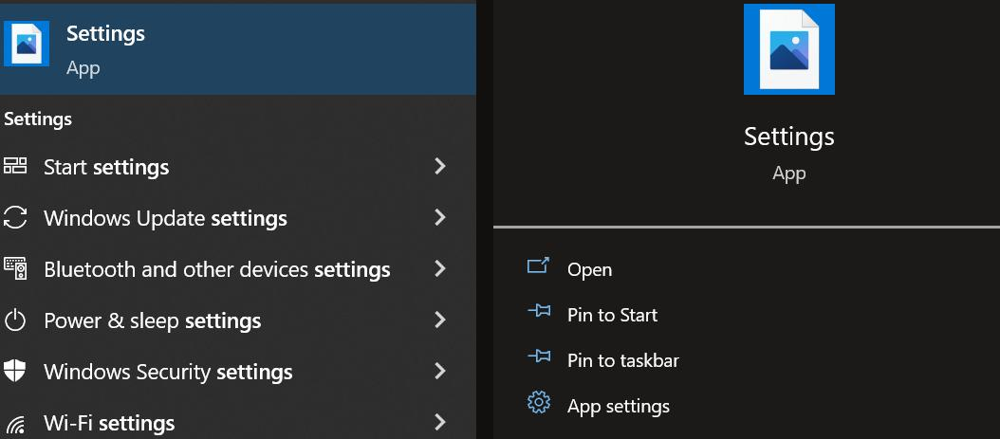 Settings
App
Settings
Start settings
Windows Update settings
Bluetooth and other devices settings
Power & sleep settings
Windows Security settings
Wi-Fi settings
Settings
App
Open
Pin to Start
Pin to taskbar
App settings